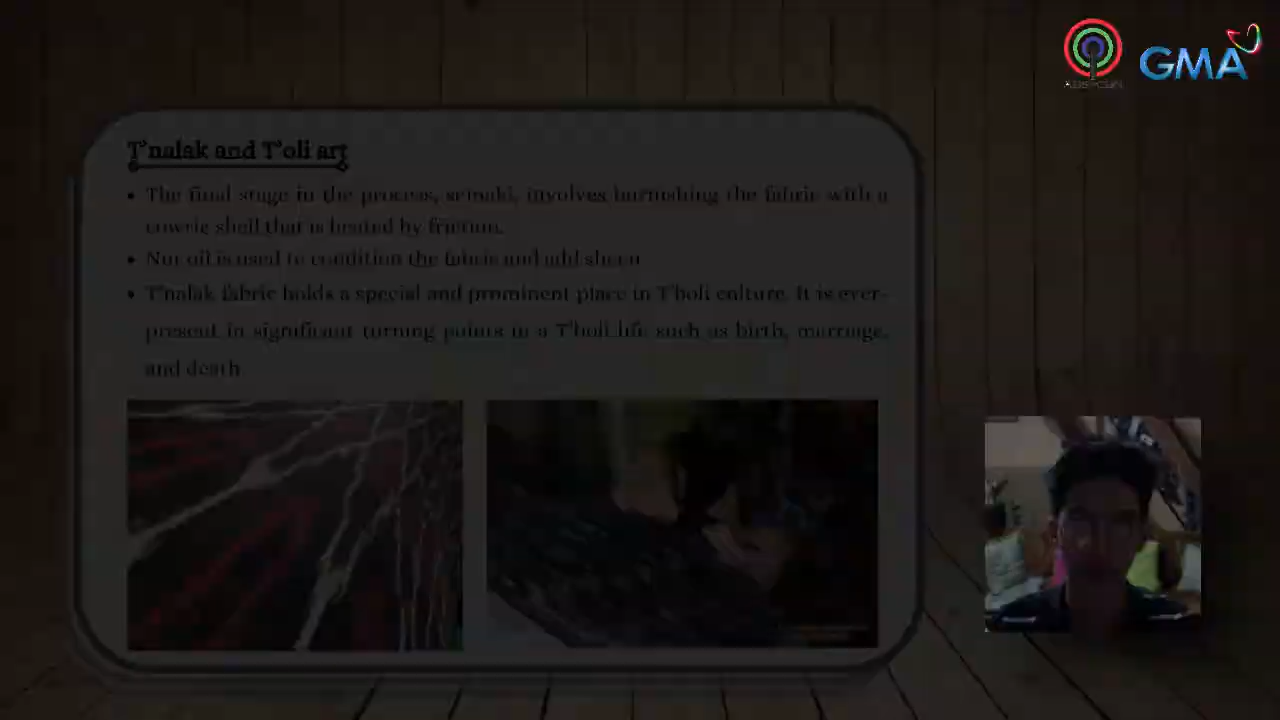 ABS-CBN
GMA
T'nalak and T'oli art
The final stage in the process, semaki, involves burnishing the fabric with a
cowrie shell that is heated by friction.
Nut oil is used to condition the fabric and add sheen
T'nalak fabric holds a special and prominent place in T'boli culture. It is ever-
present in significant turning points in a T'boli life such as birth, marriage,
and death